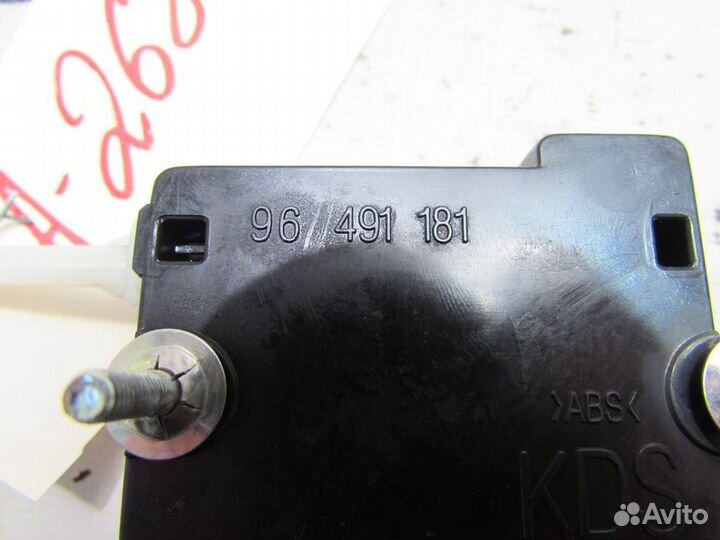 96 491 181
>ABS<
KDS
Avito